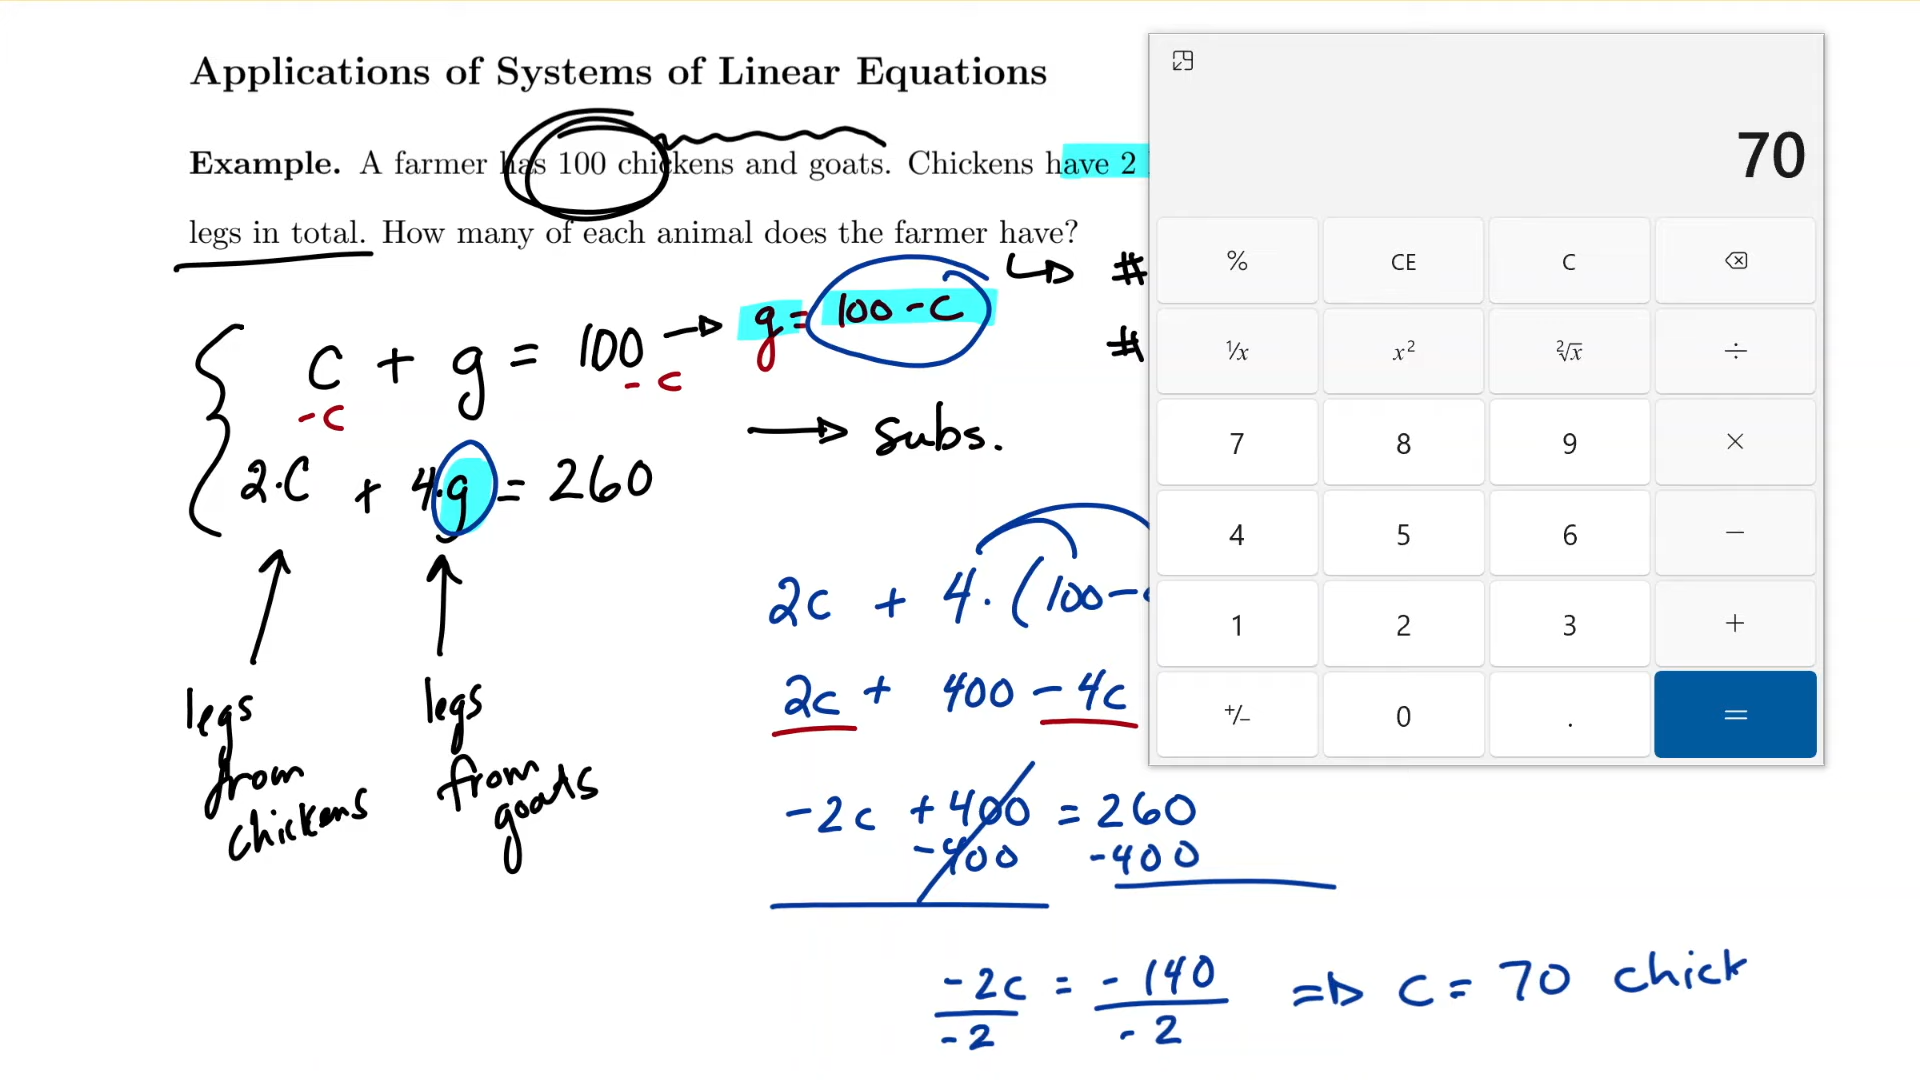 Applications of Systems of Linear Equations
Example. A farmer has 100 chickens and goats. Chickens have 2
legs in total. How many of each animal does the farmer have?
#
#
g = 100 - c
c + g = 100
- c - c
2·c + 4·g = 260
subs.
legs from chickens
legs from goats
2c + 4·(100-
2c + 400 - 4c
-2c +400 = 260
-400 -400
-2c = -140 => c = 70 chick
-2 -2
70
% CE C
1/x x² ²√x ÷
7 8 9 ×
4 5 6 −
1 2 3 +
+/− 0 . =